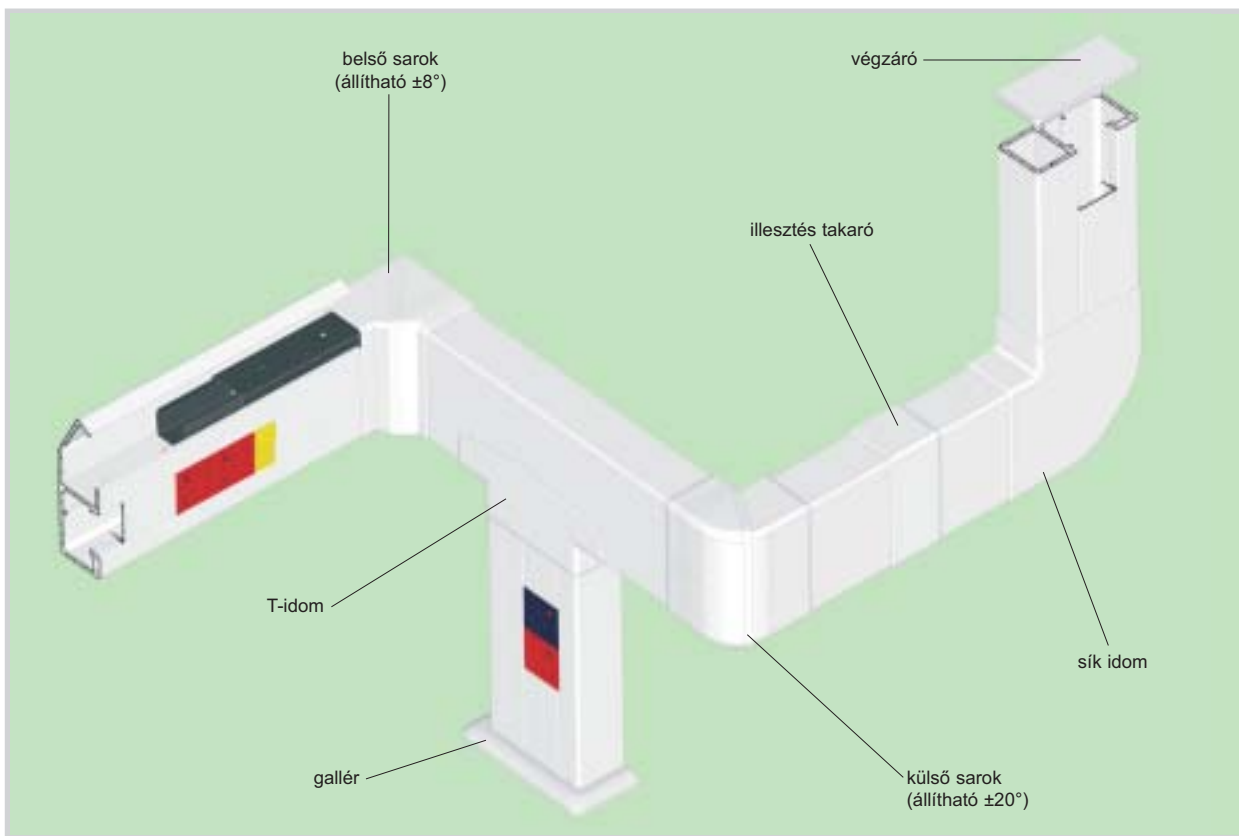 belső sarok
(állítható ±8°)
végzáró
illesztés takaró
T-idom
sík idom
gallér
külső sarok
(állítható ±20°)